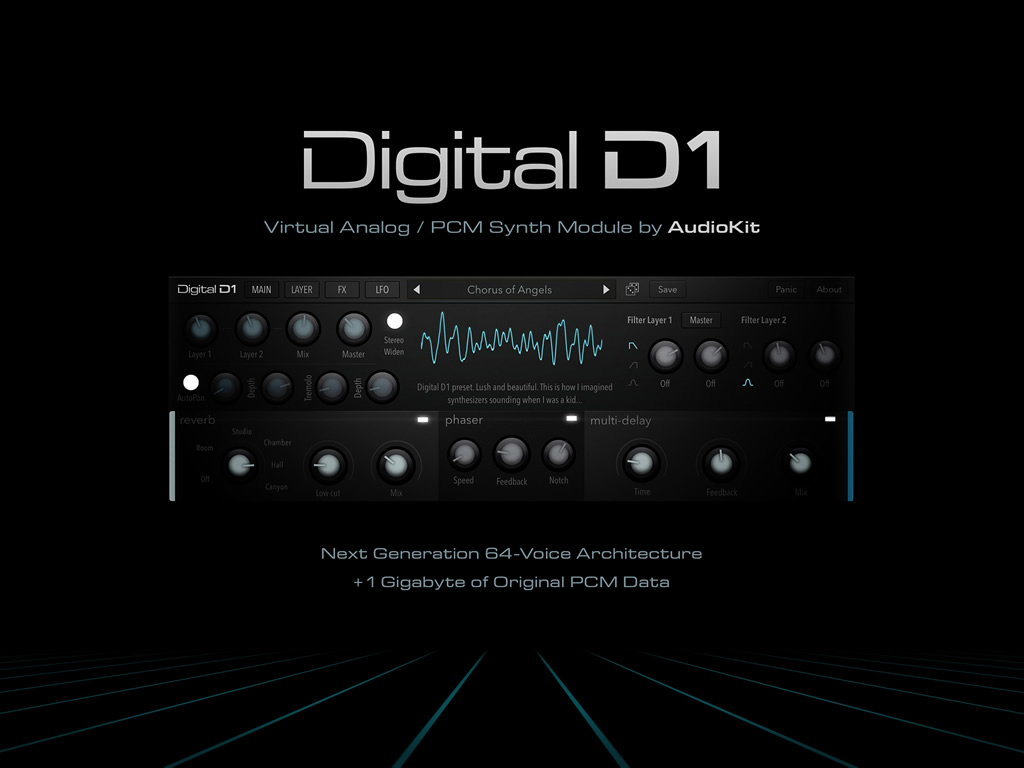 Digital D1
Virtual Analog / PCM Synth Module by AudioKit
Digital D1 MAIN LAYER FX LFO Chorus of Angels Save Panic About
Filter Layer 1 Master Filter Layer 2
Stereo
Widen
Layer 1 Layer 2 Mix Master
Off Off Off Off
AutoPan Depth Tremolo Depth
Digital D1 preset. Lush and beautiful. This is how I imagined
synthesizers sounding when I was a kid...
reverb phaser multi-delay
Studio
Room Chamber
Hall
Off
Canyon
Low cut Mix
Speed Feedback Notch
Time Feedback Mix
Next Generation 64-Voice Architecture
+1 Gigabyte of Original PCM Data